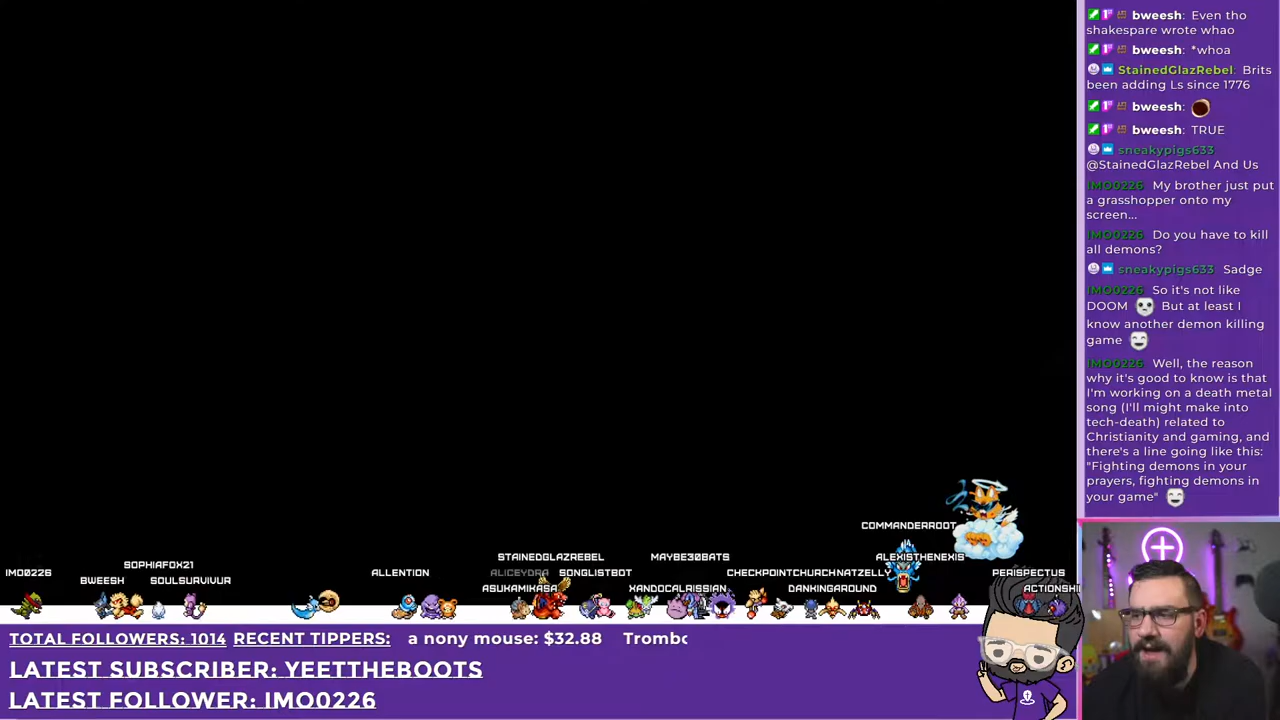 bweesh: Even tho
shakespare wrote whao
bweesh: *whoa
StainedGlazRebel: Brits
been adding Ls since 1776
bweesh:
bweesh: TRUE
sneakypigs633
@StainedGlazRebel And Us
IMO0226 My brother just put
a grasshopper onto my
screen...
IMO0226 Do you have to kill
all demons?
sneakypigs633 Sadge
IMO0226 So it's not like
DOOM But at least I
know another demon killing
game
IMO0226 Well, the reason
why it's good to know is that
I'm working on a death metal
song (I'll might make into
tech-death) related to
Christianity and gaming, and
there's a line going like this:
"Fighting demons in your
prayers, fighting demons in
your game"
COMMANDERROOT
STAINEDGLAZREBEL MAYBE30BATS ALEXISTHENEXIS
SOPHIAFOX21
IMO0226 ALLENTION ALICEYDRA SONGLISTBOT CHECKPOINTCHURCH NATZELLY PERISPECTUS
BWEESH SOULSURVIVUR
ASUKAMIKASA XANDOCALRISSIAN DANKINGAROUND ACTIONSHI
TOTAL FOLLOWERS: 1014 RECENT TIPPERS: a nony mouse: $32.88 Trombo
LATEST SUBSCRIBER: YEETTHEBOOTS
LATEST FOLLOWER: IMO0226